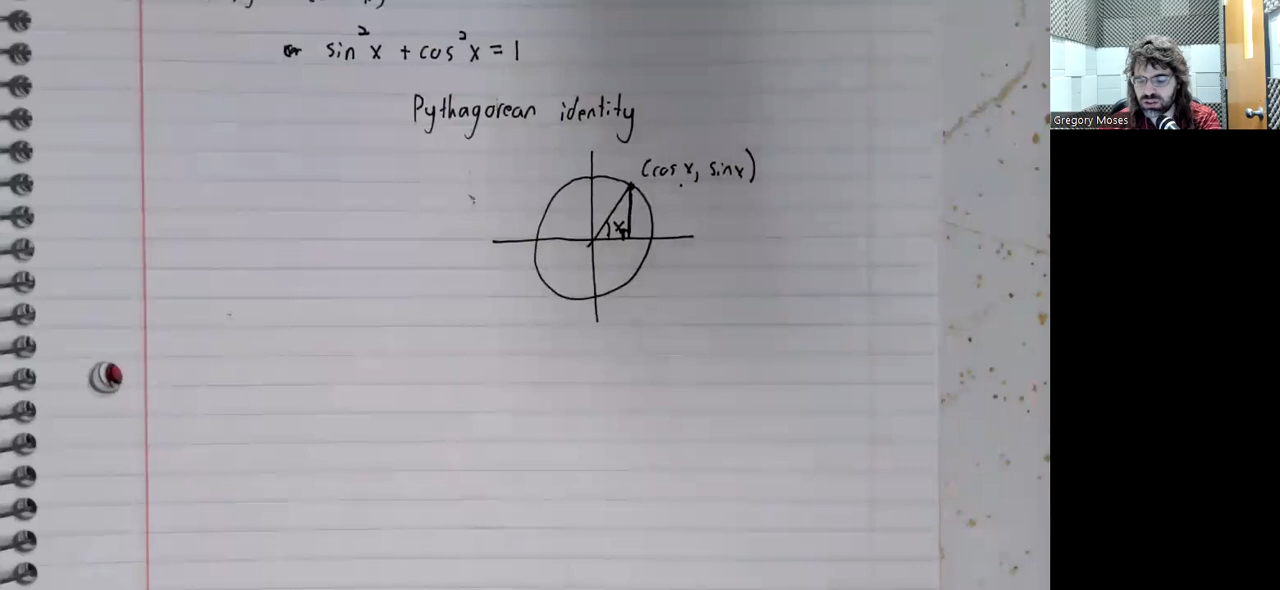 or sin²x + cos²x = 1
Pythagorean identity
(cos x, sin x)
x
Gregory Moses